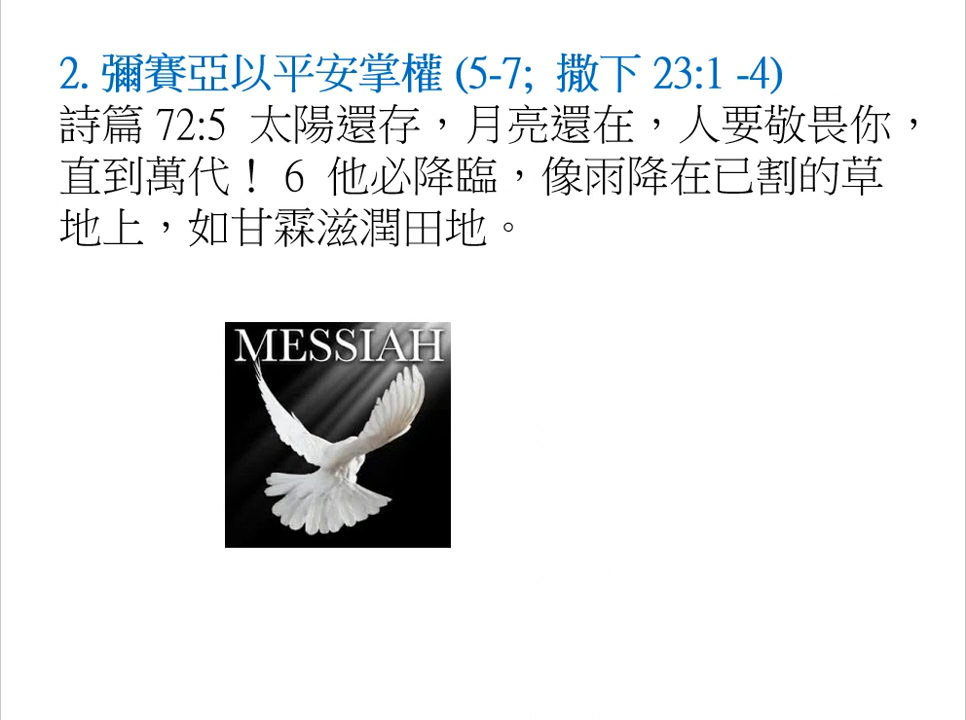 2. 彌賽亞以平安掌權 (5-7; 撒下 23:1 -4)
詩篇 72:5 太陽還存，月亮還在，人要敬畏你，
直到萬代！ 6 他必降臨，像雨降在已割的草
地上，如甘霖滋潤田地。
MESSIAH